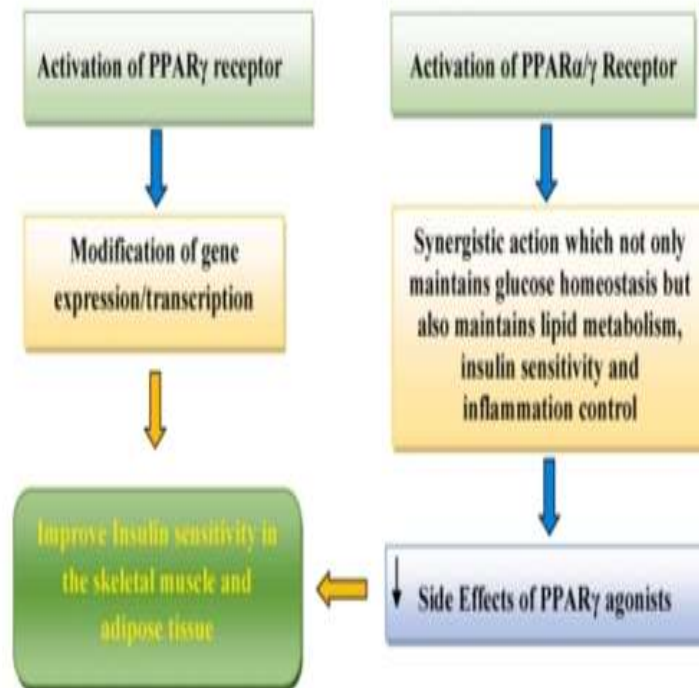 Activation of PPARγ receptor
Modification of gene
expression/transcription
Improve Insulin sensitivity in
the skeletal muscle and
adipose tissue
Activation of PPARα/γ Receptor
Synergistic action which not only
maintains glucose homeostasis but
also maintains lipid metabolism,
insulin sensitivity and
inflammation control
Side Effects of PPARγ agonists